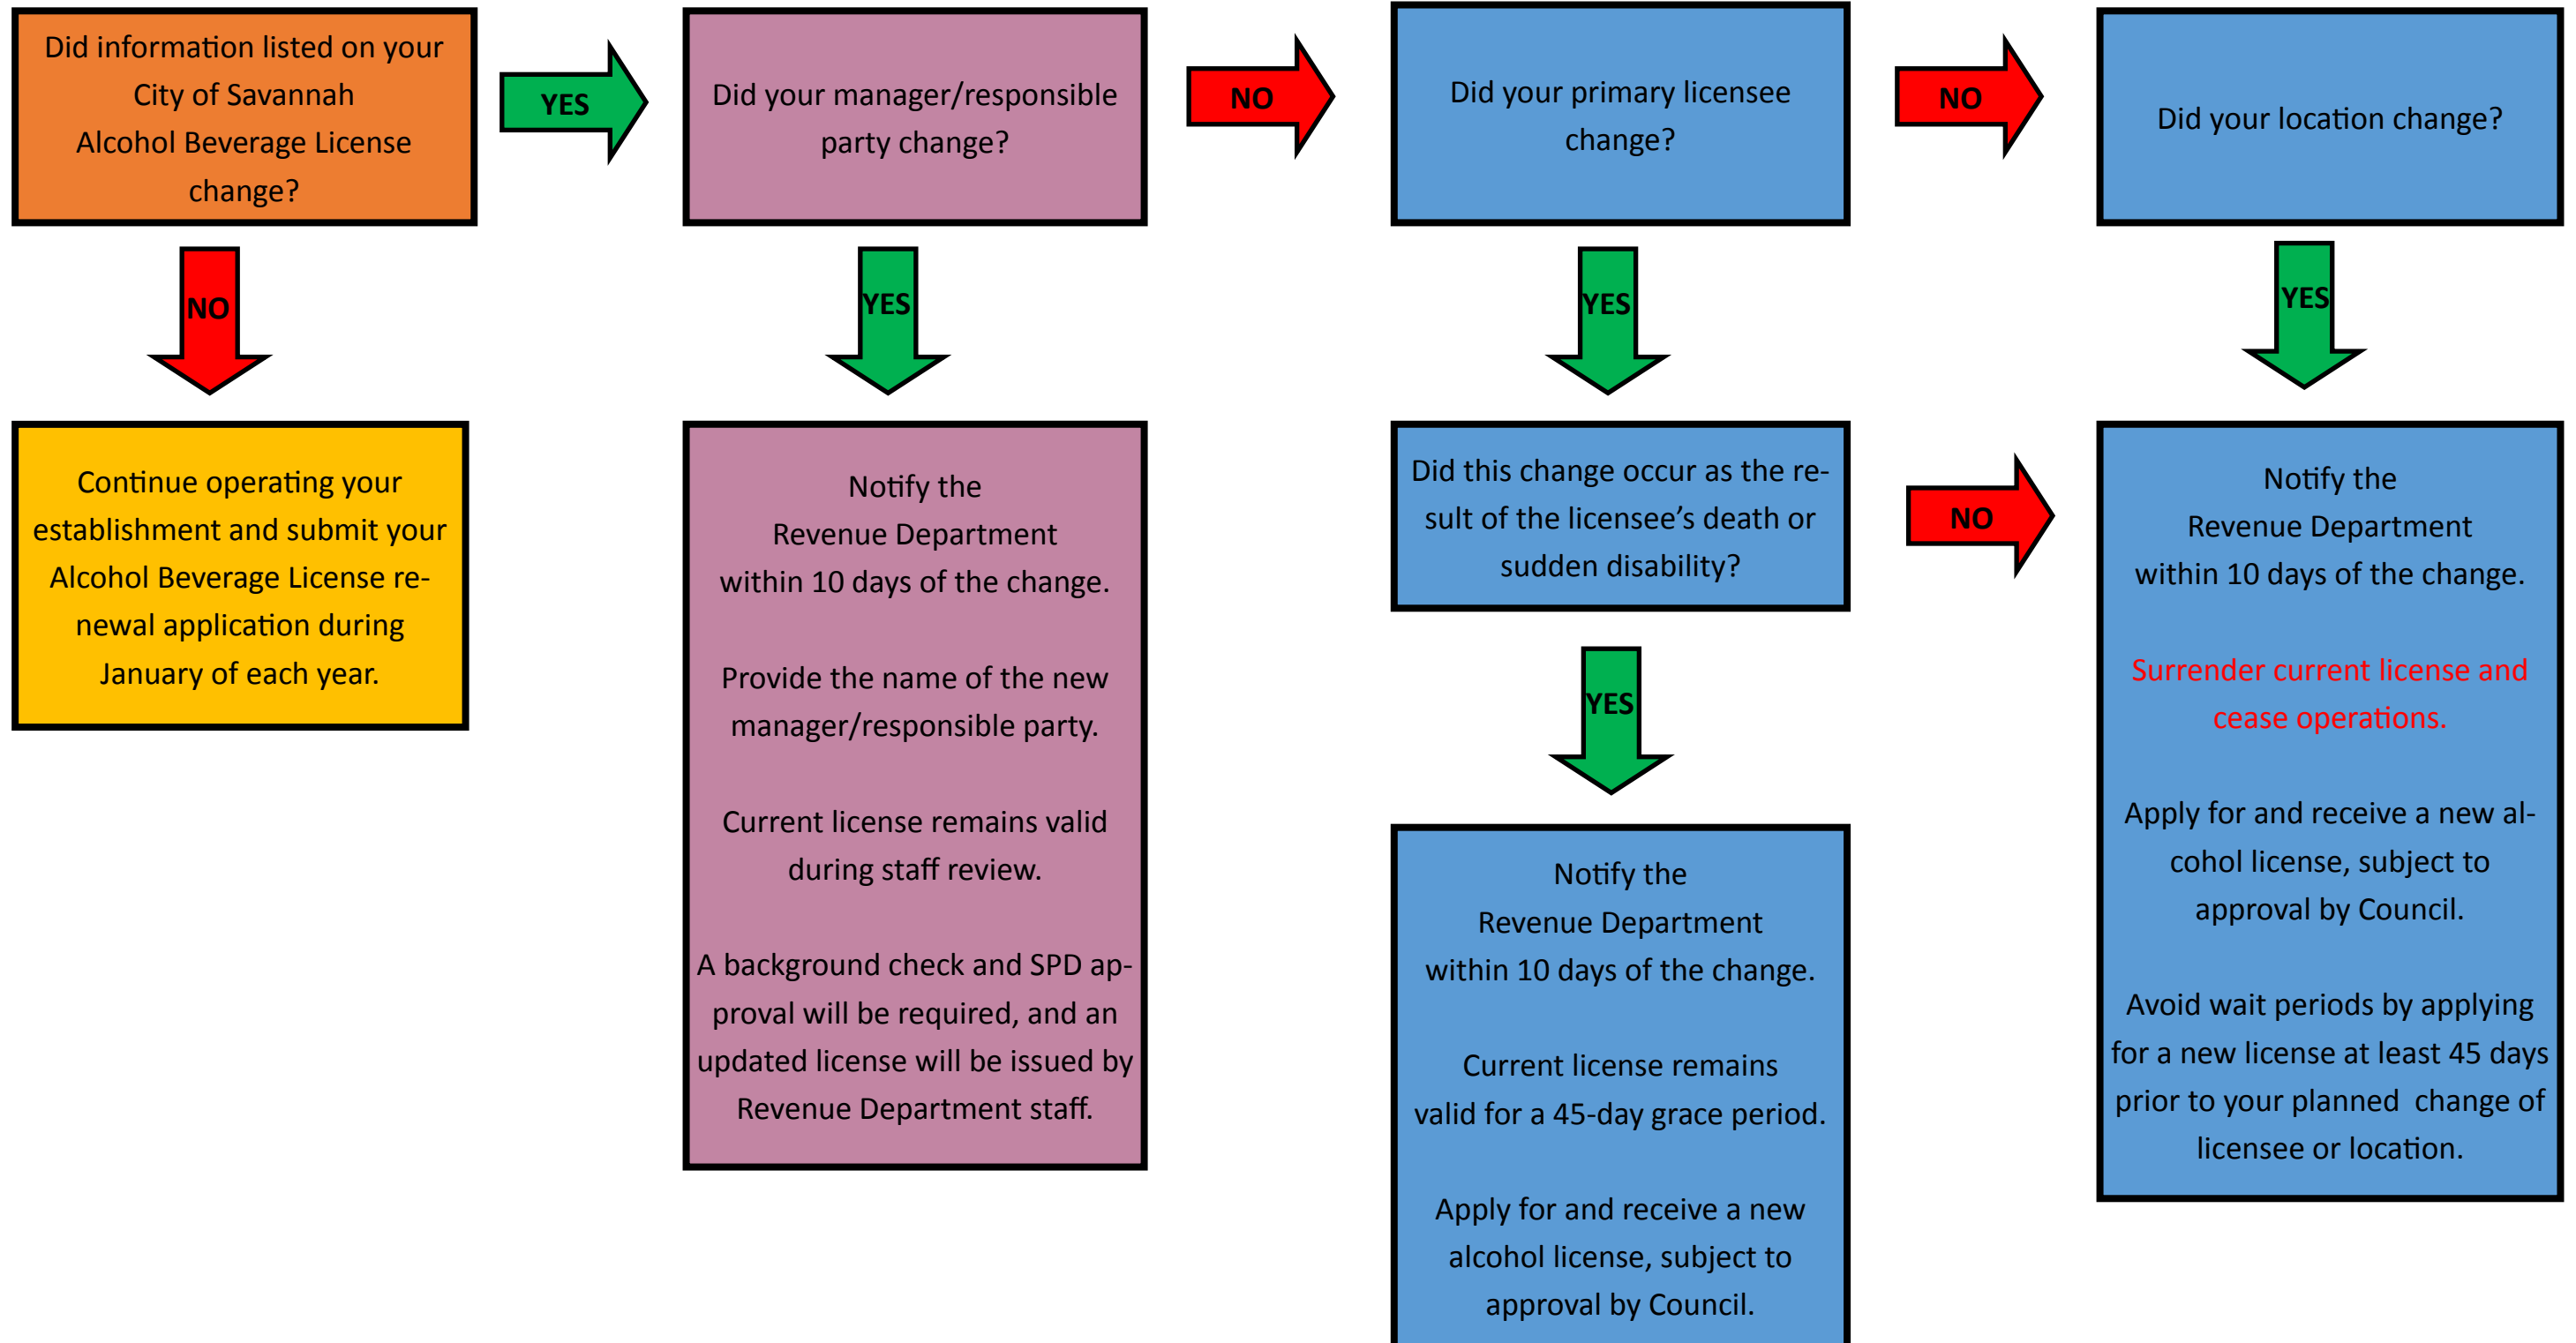 Did information listed on your
City of Savannah
Alcohol Beverage License
change?
YES
Did your manager/responsible
party change?
NO
Did your primary licensee
change?
NO
Did your location change?
NO
YES
YES
YES
Continue operating your
establishment and submit your
Alcohol Beverage License re-
newal application during
January of each year.
Notify the
Revenue Department
within 10 days of the change.
Provide the name of the new
manager/responsible party.
Current license remains valid
during staff review.
A background check and SPD ap-
proval will be required, and an
updated license will be issued by
Revenue Department staff.
Did this change occur as the re-
sult of the licensee’s death or
sudden disability?
NO
YES
Notify the
Revenue Department
within 10 days of the change.
Current license remains
valid for a 45-day grace period.
Apply for and receive a new
alcohol license, subject to
approval by Council.
Notify the
Revenue Department
within 10 days of the change.
Surrender current license and
cease operations.
Apply for and receive a new al-
cohol license, subject to
approval by Council.
Avoid wait periods by applying
for a new license at least 45 days
prior to your planned  change of
licensee or location.